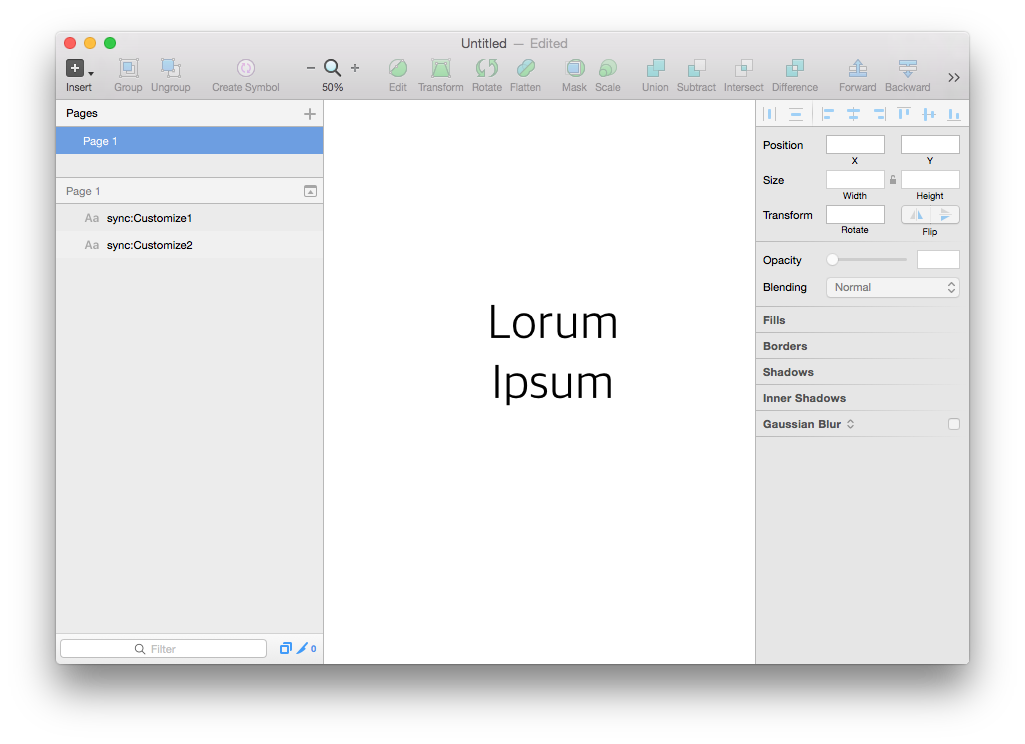 Untitled — Edited
Insert Group Ungroup Create Symbol 50% Edit Transform Rotate Flatten Mask Scale Union Subtract Intersect Difference Forward Backward
Pages
Page 1
Page 1
Aa sync:Customize1
Aa sync:Customize2
Filter
0
Lorum
Ipsum
Position
X Y
Size
Width Height
Transform
Rotate Flip
Opacity
Blending Normal
Fills
Borders
Shadows
Inner Shadows
Gaussian Blur